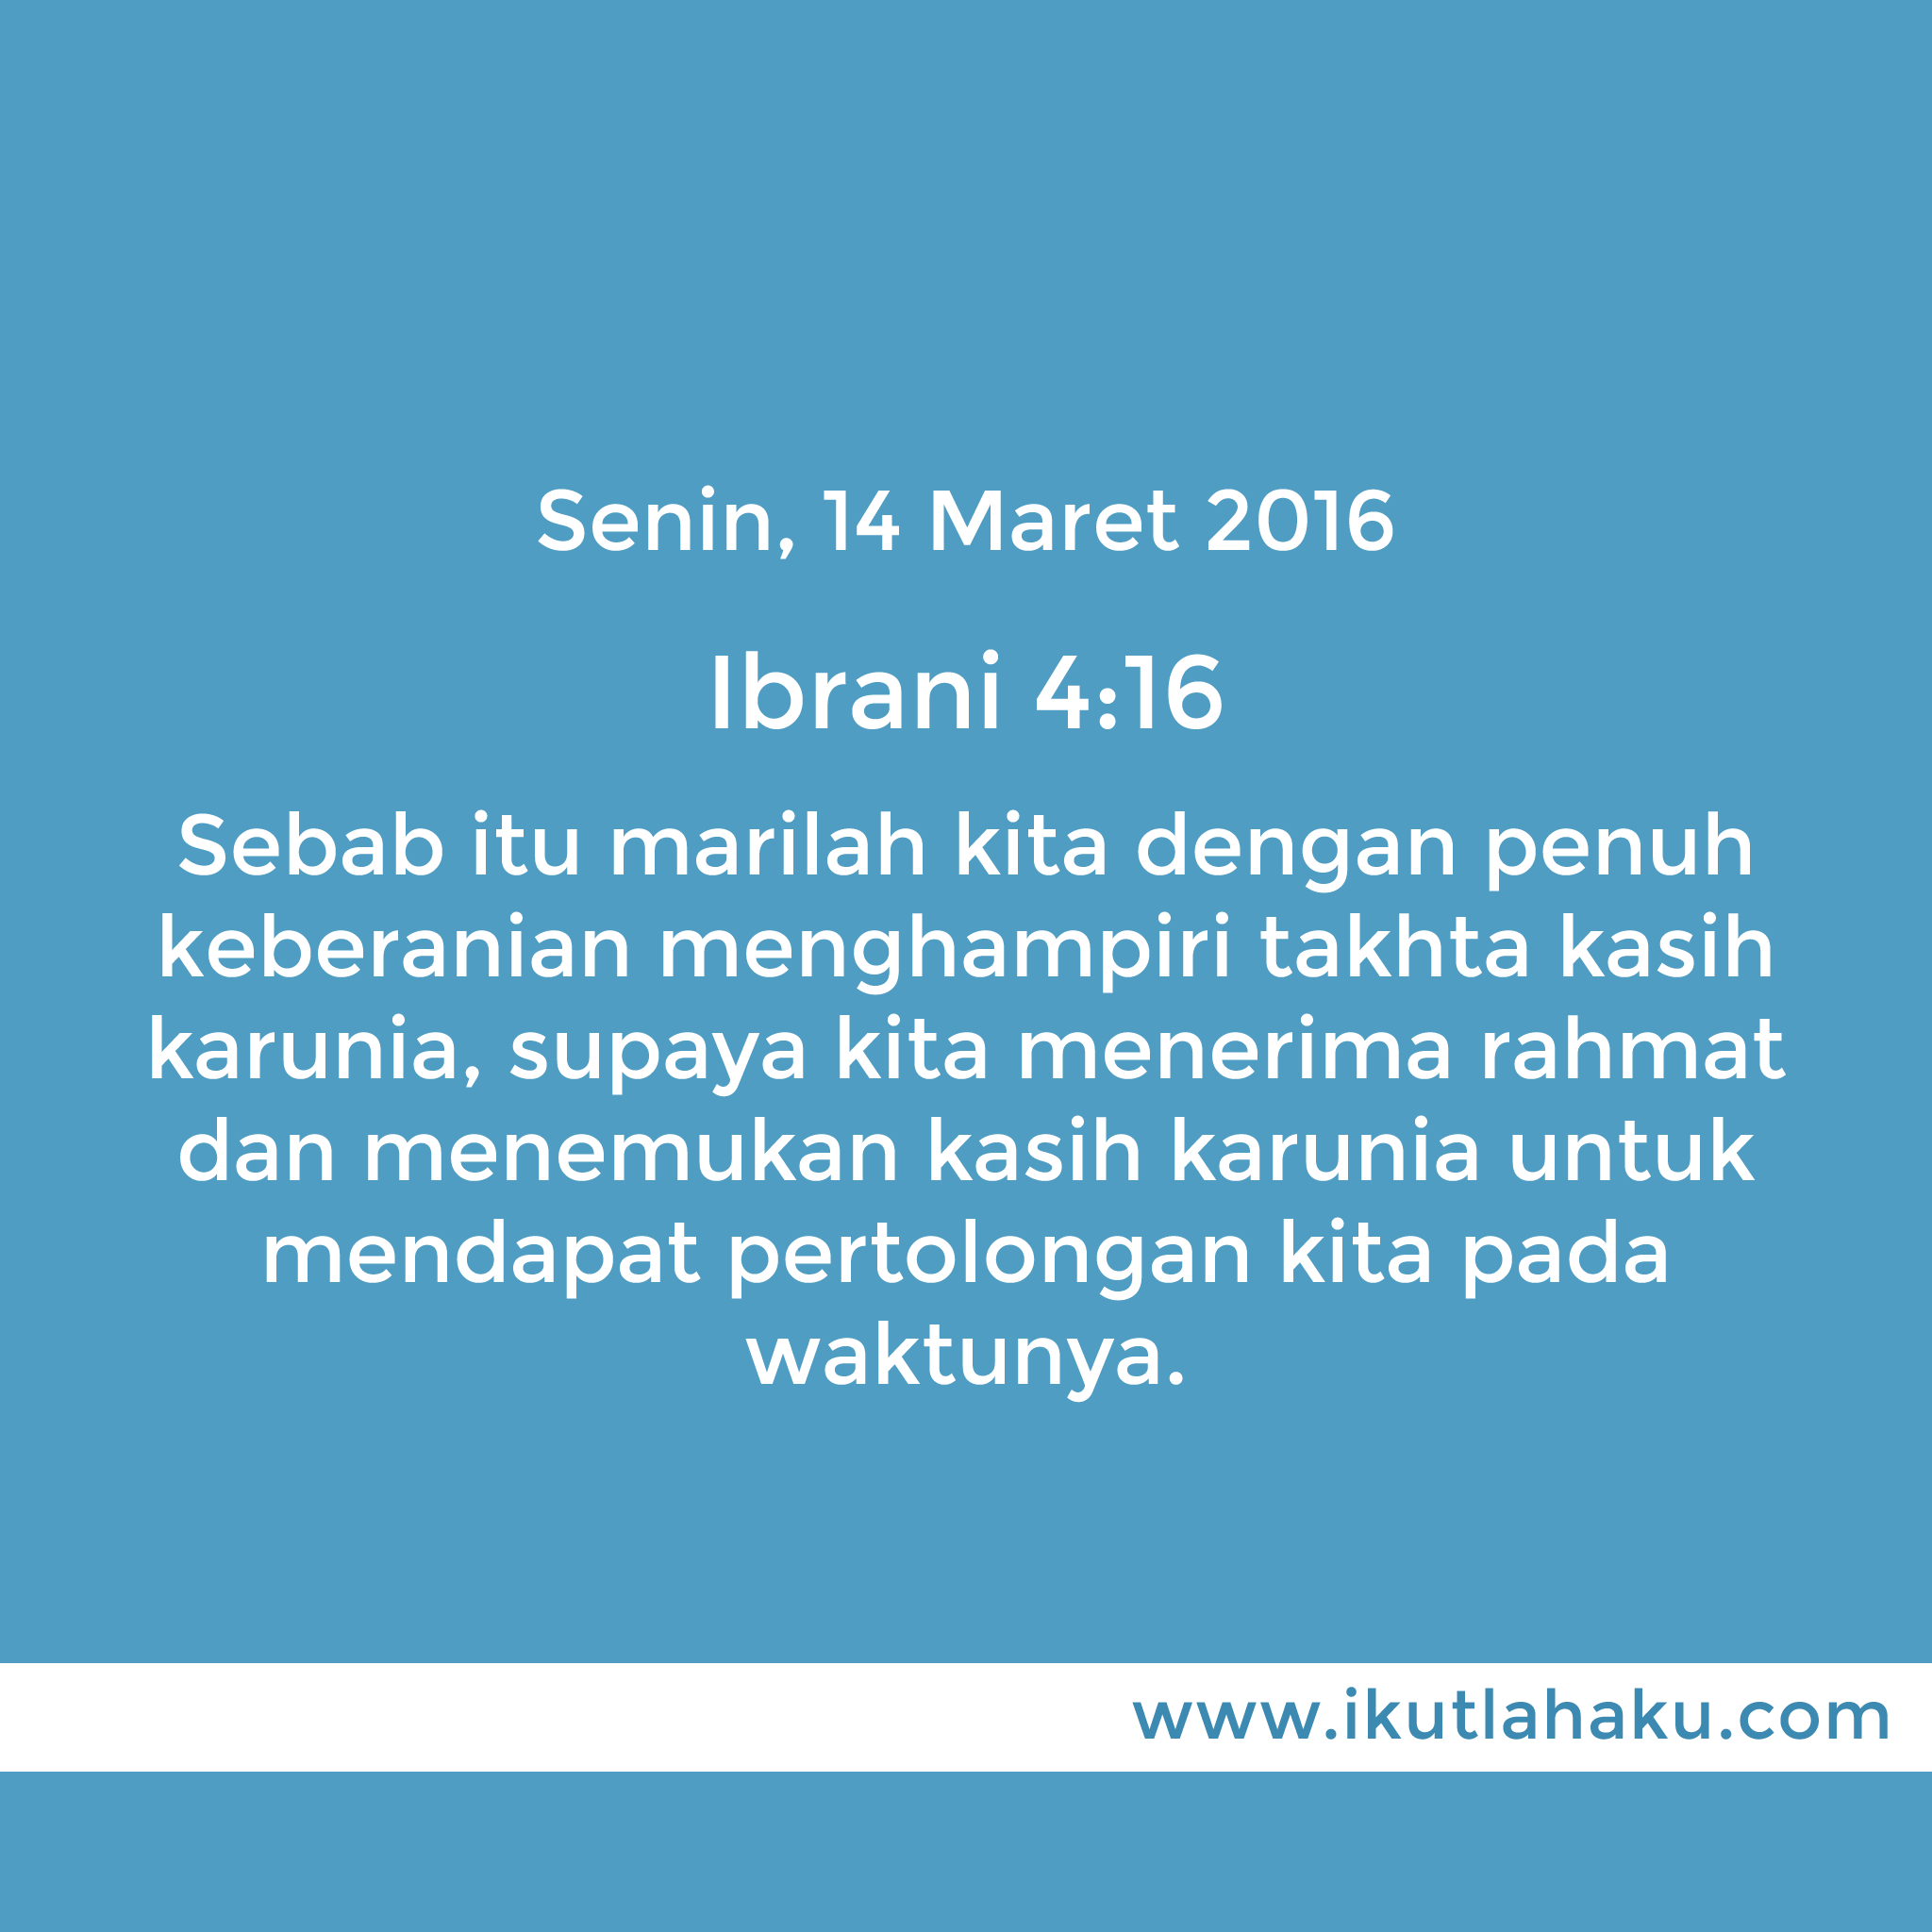 Senin, 14 Maret 2016
Ibrani 4:16
Sebab itu marilah kita dengan penuh
keberanian menghampiri takhta kasih
karunia, supaya kita menerima rahmat
dan menemukan kasih karunia untuk
mendapat pertolongan kita pada
waktunya.
www.ikutlahaku.com